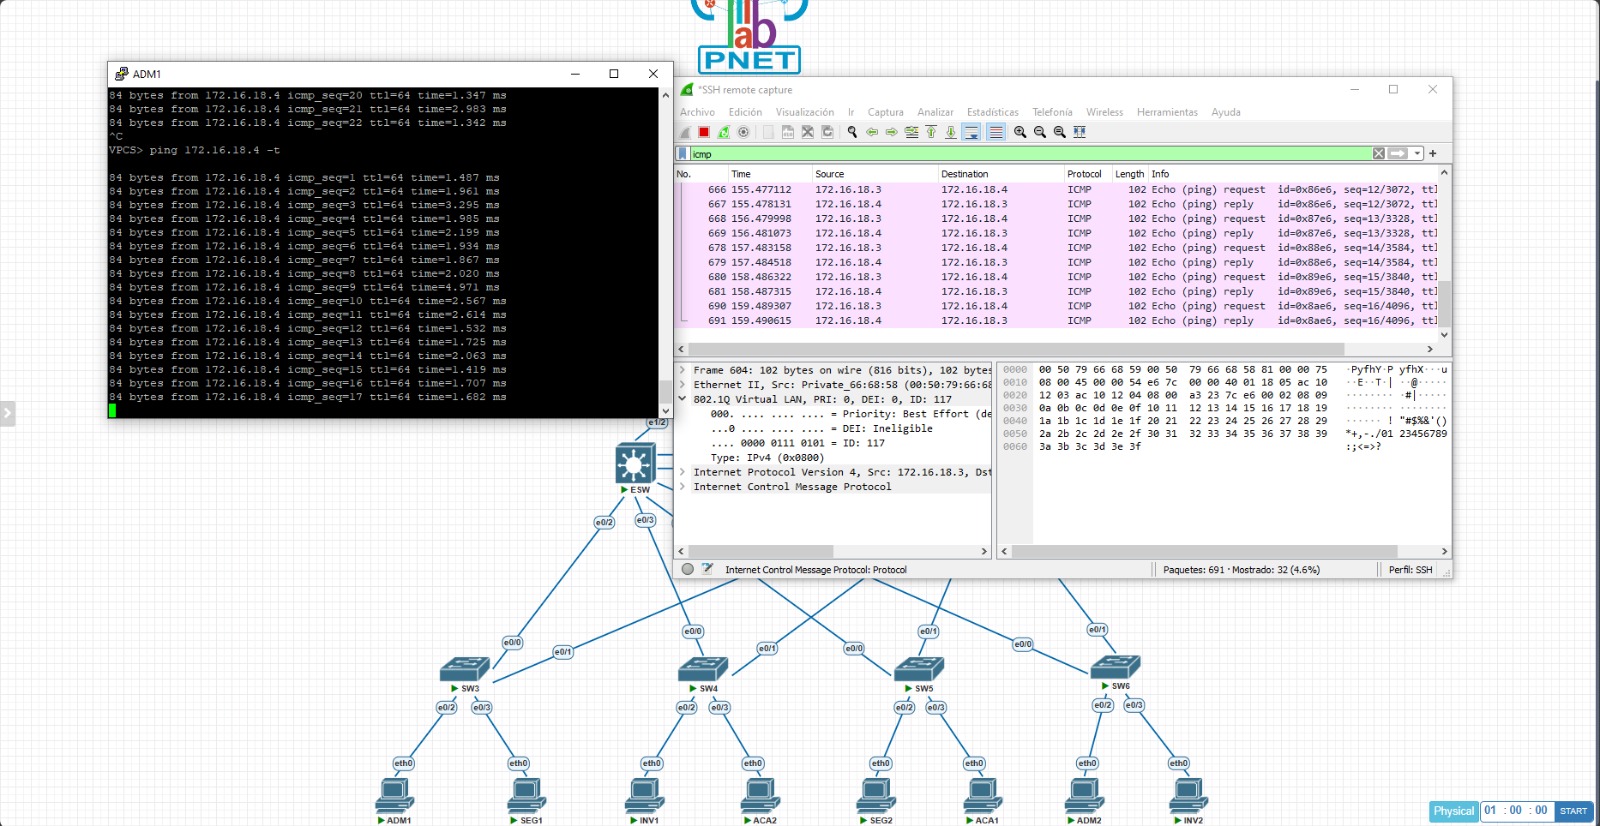 ab
PNET
ADM1
84 bytes from 172.16.18.4 icmp_seq=20 ttl=64 time=1.347 ms
84 bytes from 172.16.18.4 icmp_seq=21 ttl=64 time=2.983 ms
84 bytes from 172.16.18.4 icmp_seq=22 ttl=64 time=1.342 ms
^C
VPCS> ping 172.16.18.4 -t
84 bytes from 172.16.18.4 icmp_seq=1 ttl=64 time=1.487 ms
84 bytes from 172.16.18.4 icmp_seq=2 ttl=64 time=1.961 ms
84 bytes from 172.16.18.4 icmp_seq=3 ttl=64 time=3.295 ms
84 bytes from 172.16.18.4 icmp_seq=4 ttl=64 time=1.985 ms
84 bytes from 172.16.18.4 icmp_seq=5 ttl=64 time=2.199 ms
84 bytes from 172.16.18.4 icmp_seq=6 ttl=64 time=1.934 ms
84 bytes from 172.16.18.4 icmp_seq=7 ttl=64 time=1.867 ms
84 bytes from 172.16.18.4 icmp_seq=8 ttl=64 time=2.020 ms
84 bytes from 172.16.18.4 icmp_seq=9 ttl=64 time=4.971 ms
84 bytes from 172.16.18.4 icmp_seq=10 ttl=64 time=2.567 ms
84 bytes from 172.16.18.4 icmp_seq=11 ttl=64 time=2.614 ms
84 bytes from 172.16.18.4 icmp_seq=12 ttl=64 time=1.532 ms
84 bytes from 172.16.18.4 icmp_seq=13 ttl=64 time=1.725 ms
84 bytes from 172.16.18.4 icmp_seq=14 ttl=64 time=2.063 ms
84 bytes from 172.16.18.4 icmp_seq=15 ttl=64 time=1.419 ms
84 bytes from 172.16.18.4 icmp_seq=16 ttl=64 time=1.707 ms
84 bytes from 172.16.18.4 icmp_seq=17 ttl=64 time=1.682 ms
*SSH remote capture
Archivo Edición Visualización Ir Captura Analizar Estadísticas Telefonía Wireless Herramientas Ayuda
icmp
No. Time Source Destination Protocol Length Info
666 155.477112 172.16.18.3 172.16.18.4 ICMP 102 Echo (ping) request id=0x86e6, seq=12/3072, ttl
667 155.478131 172.16.18.4 172.16.18.3 ICMP 102 Echo (ping) reply id=0x86e6, seq=12/3072, ttl
668 156.479998 172.16.18.3 172.16.18.4 ICMP 102 Echo (ping) request id=0x87e6, seq=13/3328, ttl
669 156.481073 172.16.18.4 172.16.18.3 ICMP 102 Echo (ping) reply id=0x87e6, seq=13/3328, ttl
678 157.483158 172.16.18.3 172.16.18.4 ICMP 102 Echo (ping) request id=0x88e6, seq=14/3584, ttl
679 157.484518 172.16.18.4 172.16.18.3 ICMP 102 Echo (ping) reply id=0x88e6, seq=14/3584, ttl
680 158.486322 172.16.18.3 172.16.18.4 ICMP 102 Echo (ping) request id=0x89e6, seq=15/3840, ttl
681 158.487315 172.16.18.4 172.16.18.3 ICMP 102 Echo (ping) reply id=0x89e6, seq=15/3840, ttl
690 159.489307 172.16.18.3 172.16.18.4 ICMP 102 Echo (ping) request id=0x8ae6, seq=16/4096, ttl
691 159.490615 172.16.18.4 172.16.18.3 ICMP 102 Echo (ping) reply id=0x8ae6, seq=16/4096, ttl
Frame 604: 102 bytes on wire (816 bits), 102 bytes
Ethernet II, Src: Private_66:68:58 (00:50:79:66:68
802.1Q Virtual LAN, PRI: 0, DEI: 0, ID: 117
000. .... .... .... = Priority: Best Effort (de
...0 .... .... .... = DEI: Ineligible
.... 0000 0111 0101 = ID: 117
Type: IPv4 (0x0800)
Internet Protocol Version 4, Src: 172.16.18.3, Dst
Internet Control Message Protocol
0000 00 50 79 66 68 59 00 50 79 66 68 58 81 00 00 75 ·PyfhY·P yfhX···u
0010 08 00 45 00 00 54 e6 7c 00 00 40 01 18 05 ac 10 ··E··T·| ··@·····
0020 12 03 ac 10 12 04 08 00 a3 23 7c e6 00 02 08 09 ········ ·#|·····
0030 0a 0b 0c 0d 0e 0f 10 11 12 13 14 15 16 17 18 19 ········ ········
0040 1a 1b 1c 1d 1e 1f 20 21 22 23 24 25 26 27 28 29 ······ ! "#$%&'()
0050 2a 2b 2c 2d 2e 2f 30 31 32 33 34 35 36 37 38 39 *+,-./01 23456789
0060 3a 3b 3c 3d 3e 3f :;<=>?
Internet Control Message Protocol: Protocol
Paquetes: 691 · Mostrado: 32 (4.6%)
Perfil: SSH
e1/2
ESW
e0/2 e0/3
e0/0 e0/1 e0/0 e0/1 e0/0 e0/1 e0/0 e0/1
SW3 SW4 SW5 SW6
e0/2 e0/3 e0/2 e0/3 e0/2 e0/3 e0/2 e0/3
eth0 eth0 eth0 eth0 eth0 eth0 eth0 eth0
ADM1 SEG1 INV1 ACA2 SEG2 ACA1 ADM2 INV2
Physical 01 : 00 : 00 START